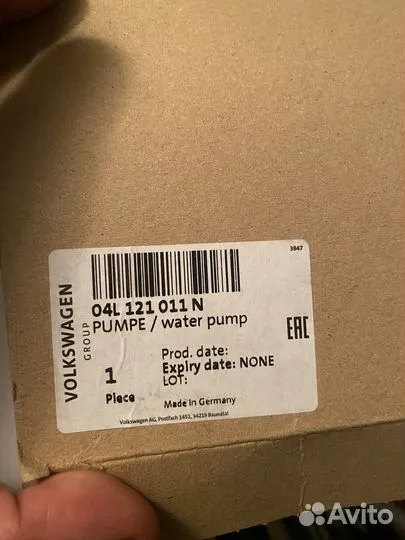 3847
VOLKSWAGEN
GROUP
04L 121 011 N
PUMPE / water pump
EAC
Prod. date:
Expiry date: NONE
LOT:
1
Piece
Made in Germany
Volkswagen AG, Postfach 1451, 34219 Baunatal
Avito